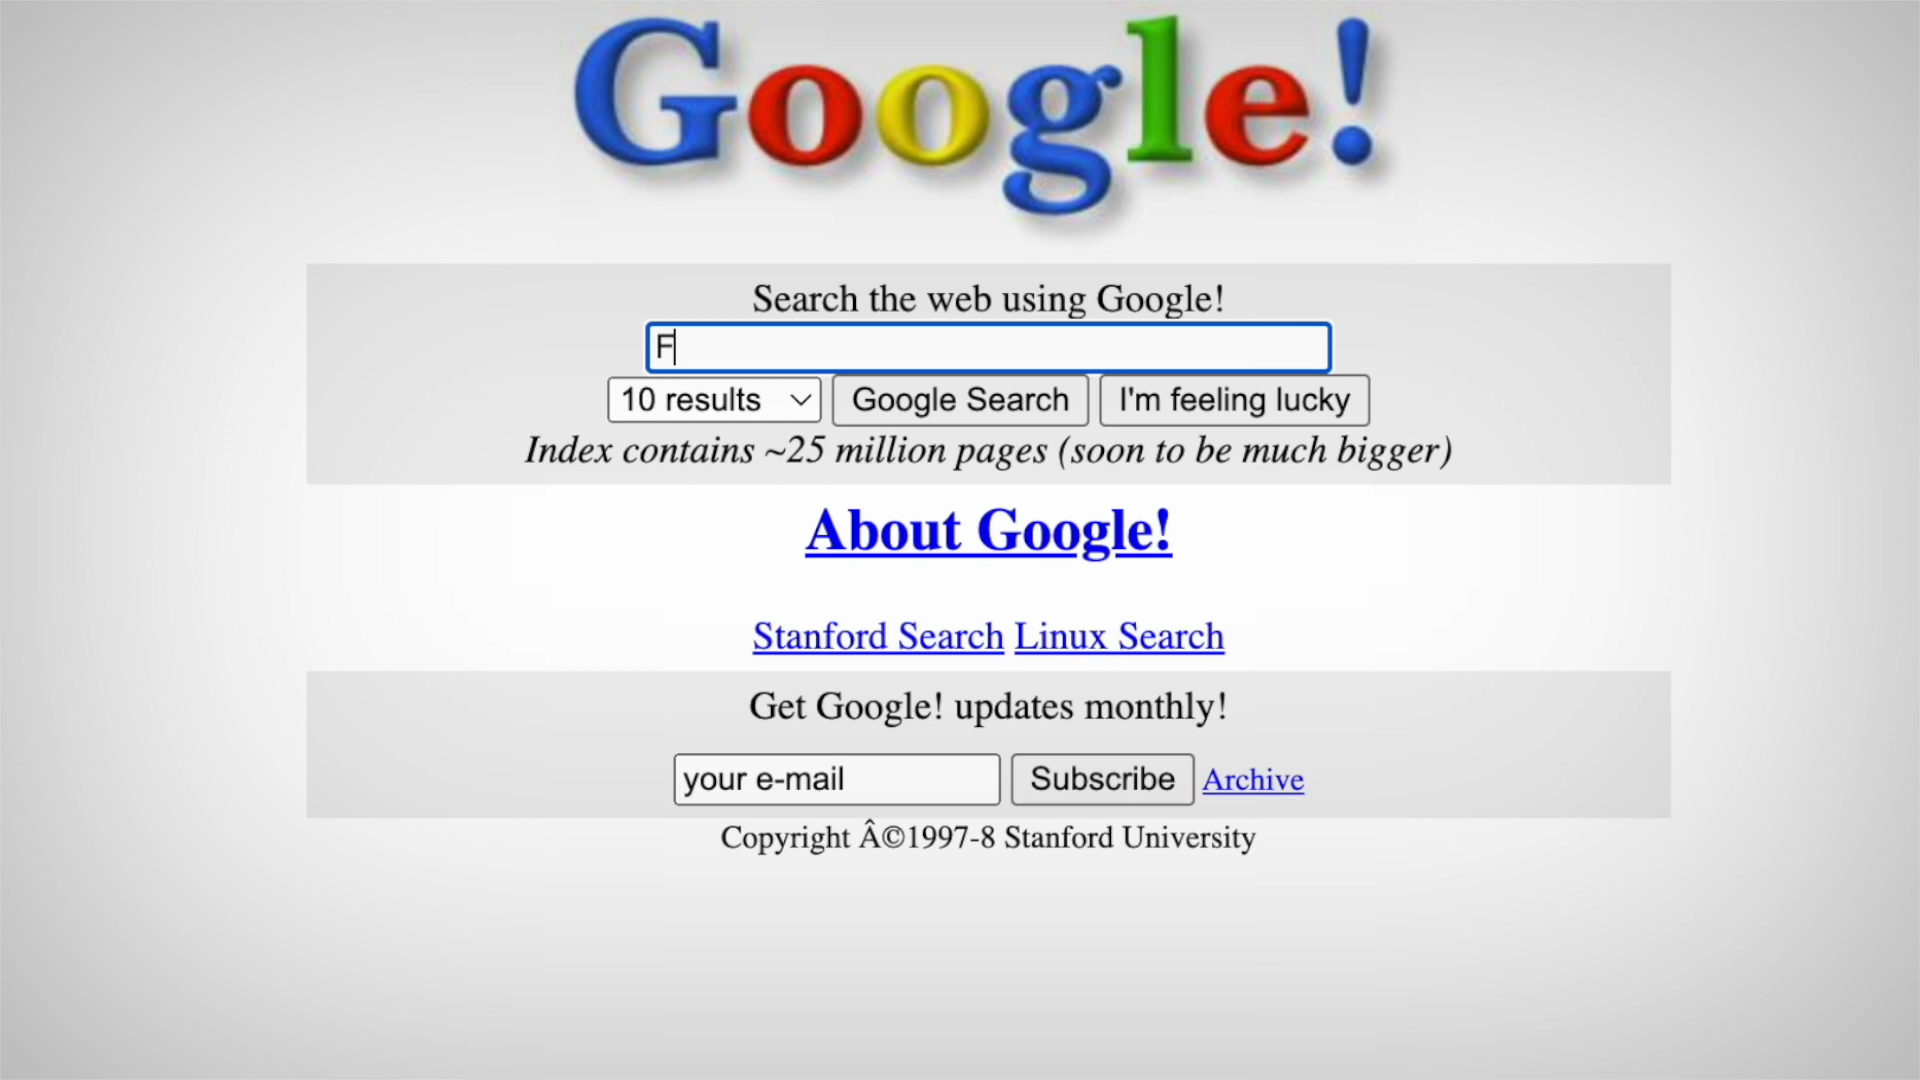 Google!
Search the web using Google!
F
10 results Google Search I'm feeling lucky
Index contains ~25 million pages (soon to be much bigger)
About Google!
Stanford Search Linux Search
Get Google! updates monthly!
your e-mail Subscribe Archive
Copyright Â©1997-8 Stanford University